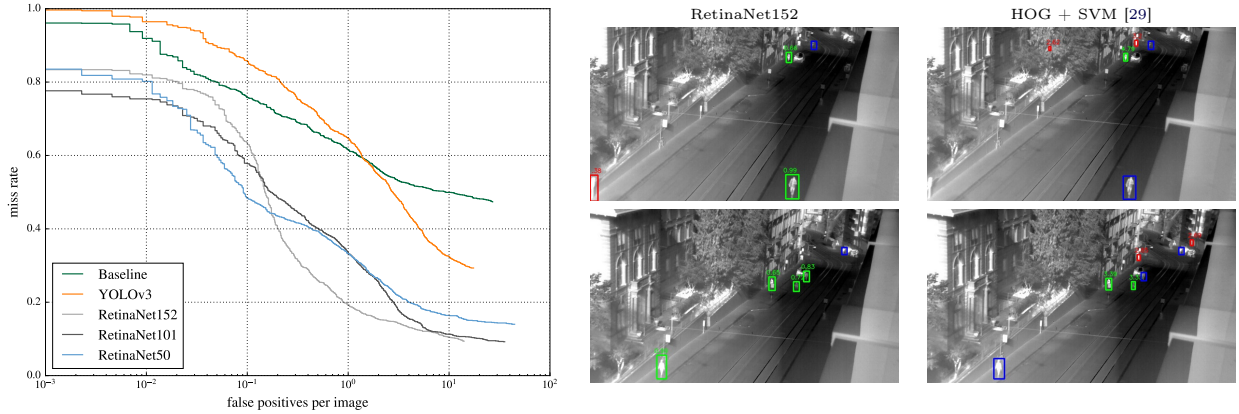 RetinaNet152
HOG + SVM [29]
1.0
0.8
0.6
0.4
0.2
0.0
miss rate
10⁻³
10⁻²
10⁻¹
10⁰
10¹
10²
false positives per image
Baseline
YOLOv3
RetinaNet152
RetinaNet101
RetinaNet50
0.99
0.83